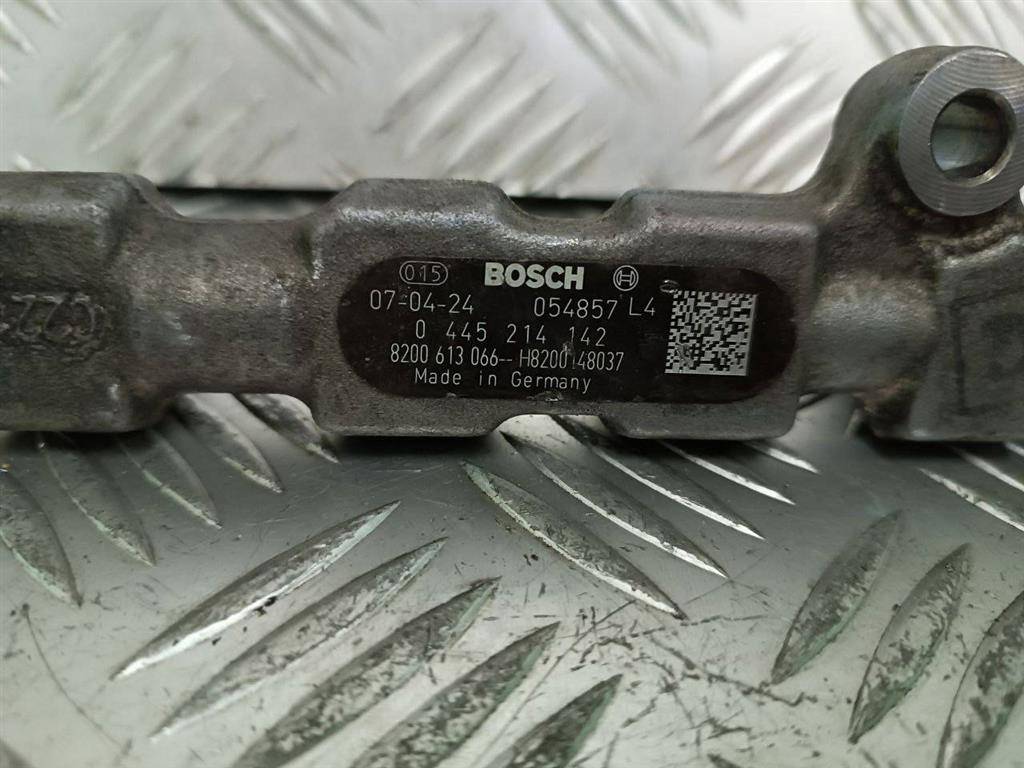 015 BOSCH
07-04-24 054857 L4
0 445 214 142
8200 613 066-- H8200148037
Made in Germany